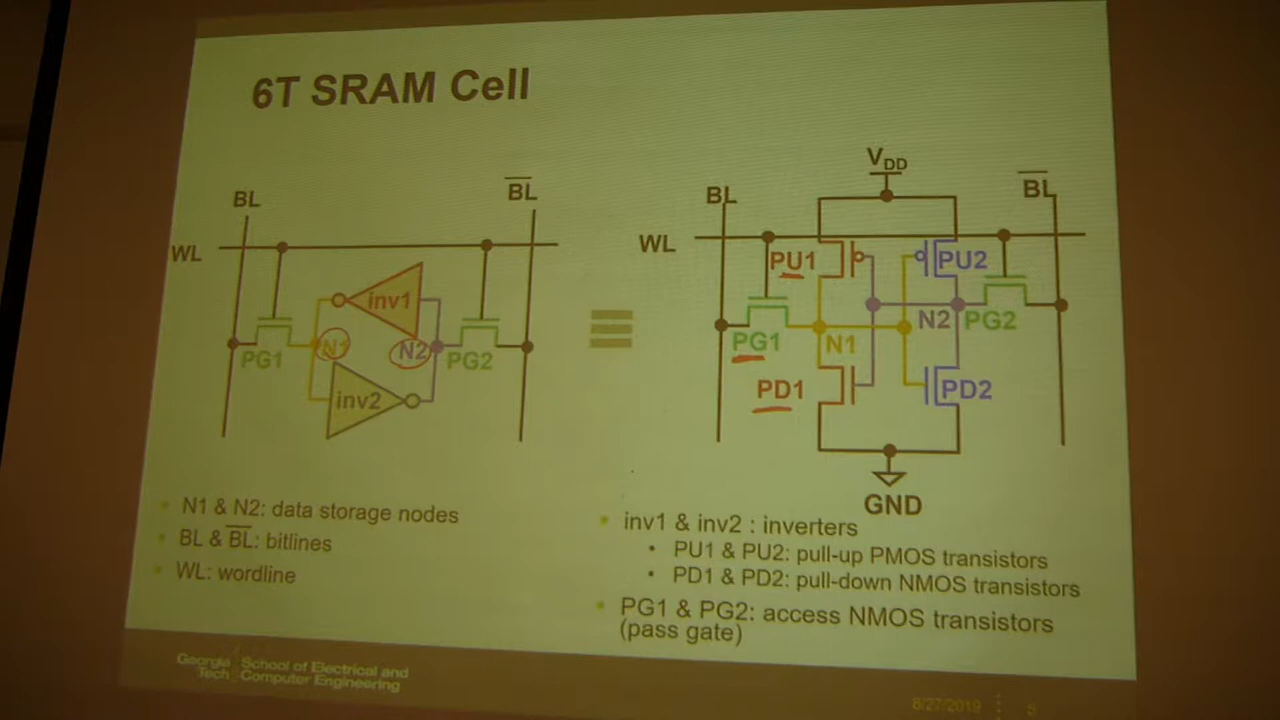 6T SRAM Cell
BL
BL
WL
inv1
N1
N2
PG1
PG2
inv2
VDD
BL
BL
WL
PU1
PU2
PG1
N1
N2
PG2
PD1
PD2
GND
N1 & N2: data storage nodes
BL & BL: bitlines
WL: wordline
inv1 & inv2 : inverters
PU1 & PU2: pull-up PMOS transistors
PD1 & PD2: pull-down NMOS transistors
PG1 & PG2: access NMOS transistors
(pass gate)
Georgia School of Electrical and
Tech Computer Engineering
8/27/2019